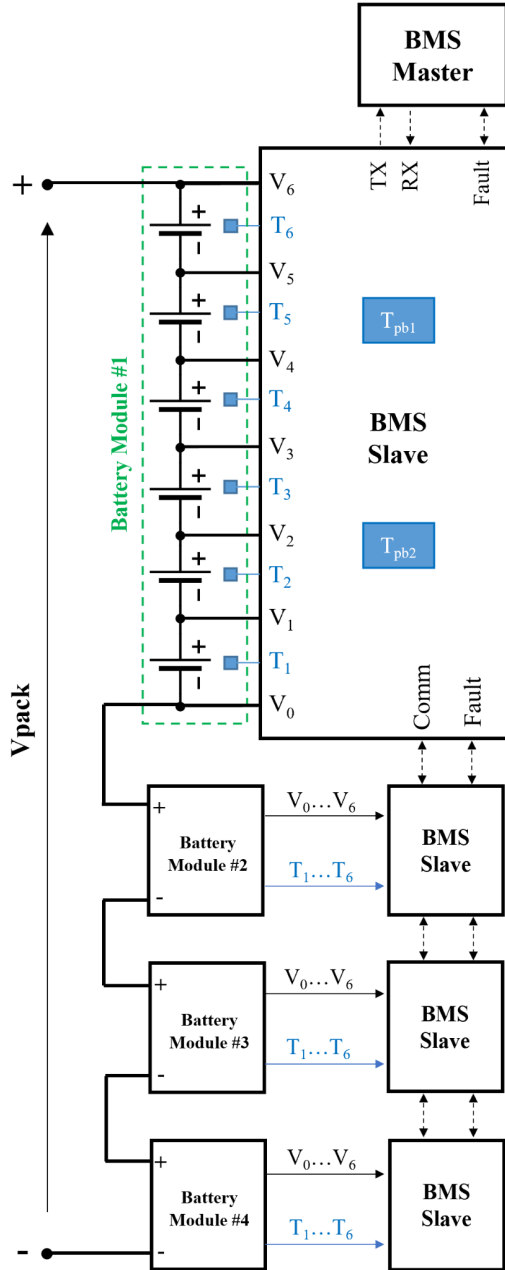 BMS
Master
TX
RX
Fault
+
V6
+
-
T6
V5
+
-
T5
Tpb1
V4
+
-
T4
Battery Module #1
BMS
Slave
V3
+
-
T3
V2
+
-
T2
Tpb2
V1
+
-
T1
V0
Comm
Fault
Vpack
+
Battery
Module #2
-
V0...V6
T1...T6
BMS
Slave
+
Battery
Module #3
-
V0...V6
T1...T6
BMS
Slave
+
Battery
Module #4
-
V0...V6
T1...T6
BMS
Slave
-